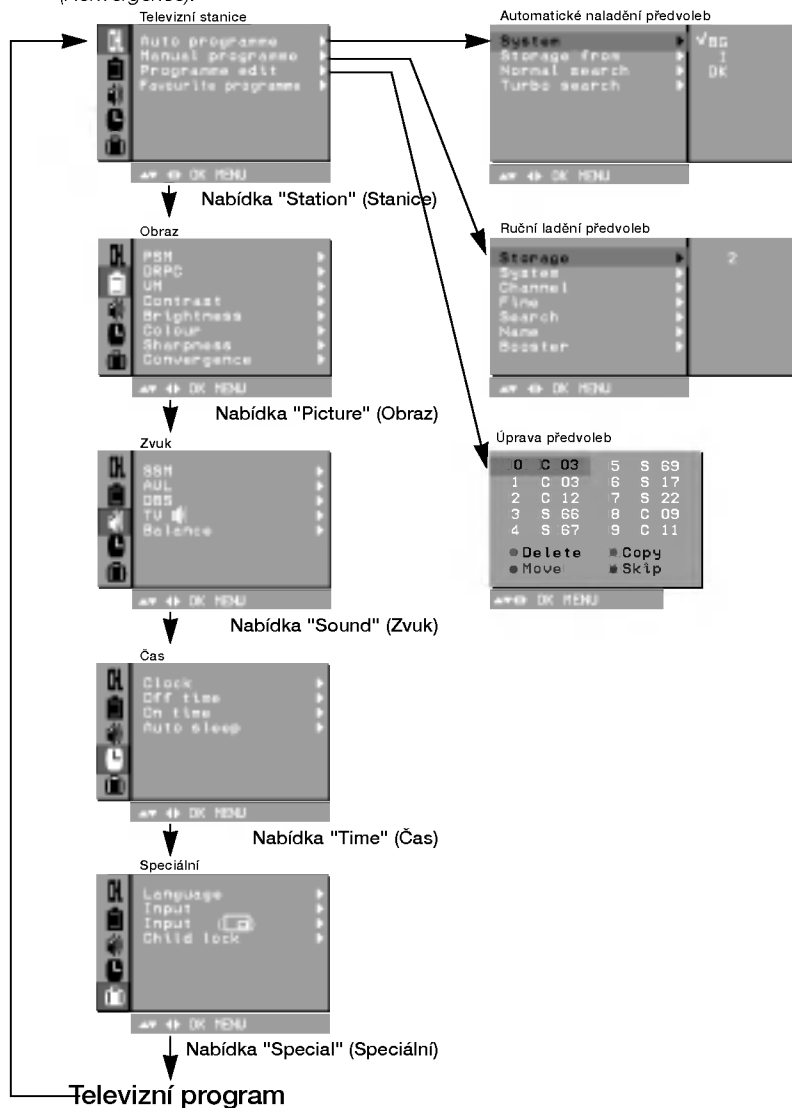 (Konvergence).
Televizní stanice
Auto programme
Manual programme
Programme edit
Favourite programme
OK MENU
Nabídka "Station" (Stanice)
Automatické naladění předvoleb
System
Storage from
Normal search
Turbo search
BG
I
DK
OK MENU
Obraz
PSM
DRPC
VM
Contrast
Brightness
Colour
Sharpness
Convergence
OK MENU
Nabídka "Picture" (Obraz)
Ruční ladění předvoleb
Storage
System
Channel
Fine
Search
Name
Booster
2
OK MENU
Zvuk
SSM
AVL
DBS
TV
Balance
OK MENU
Nabídka "Sound" (Zvuk)
Úprava předvoleb
0 C 03 5 S 69
1 C 03 6 S 17
2 C 12 7 S 22
3 S 66 8 C 09
4 S 67 9 C 11
Delete Copy
Move Skip
OK MENU
Čas
Clock
Off time
On time
Auto sleep
OK MENU
Nabídka "Time" (Čas)
Speciální
Language
Input
Input
Child lock
OK MENU
Nabídka "Special" (Speciální)
Televizní program